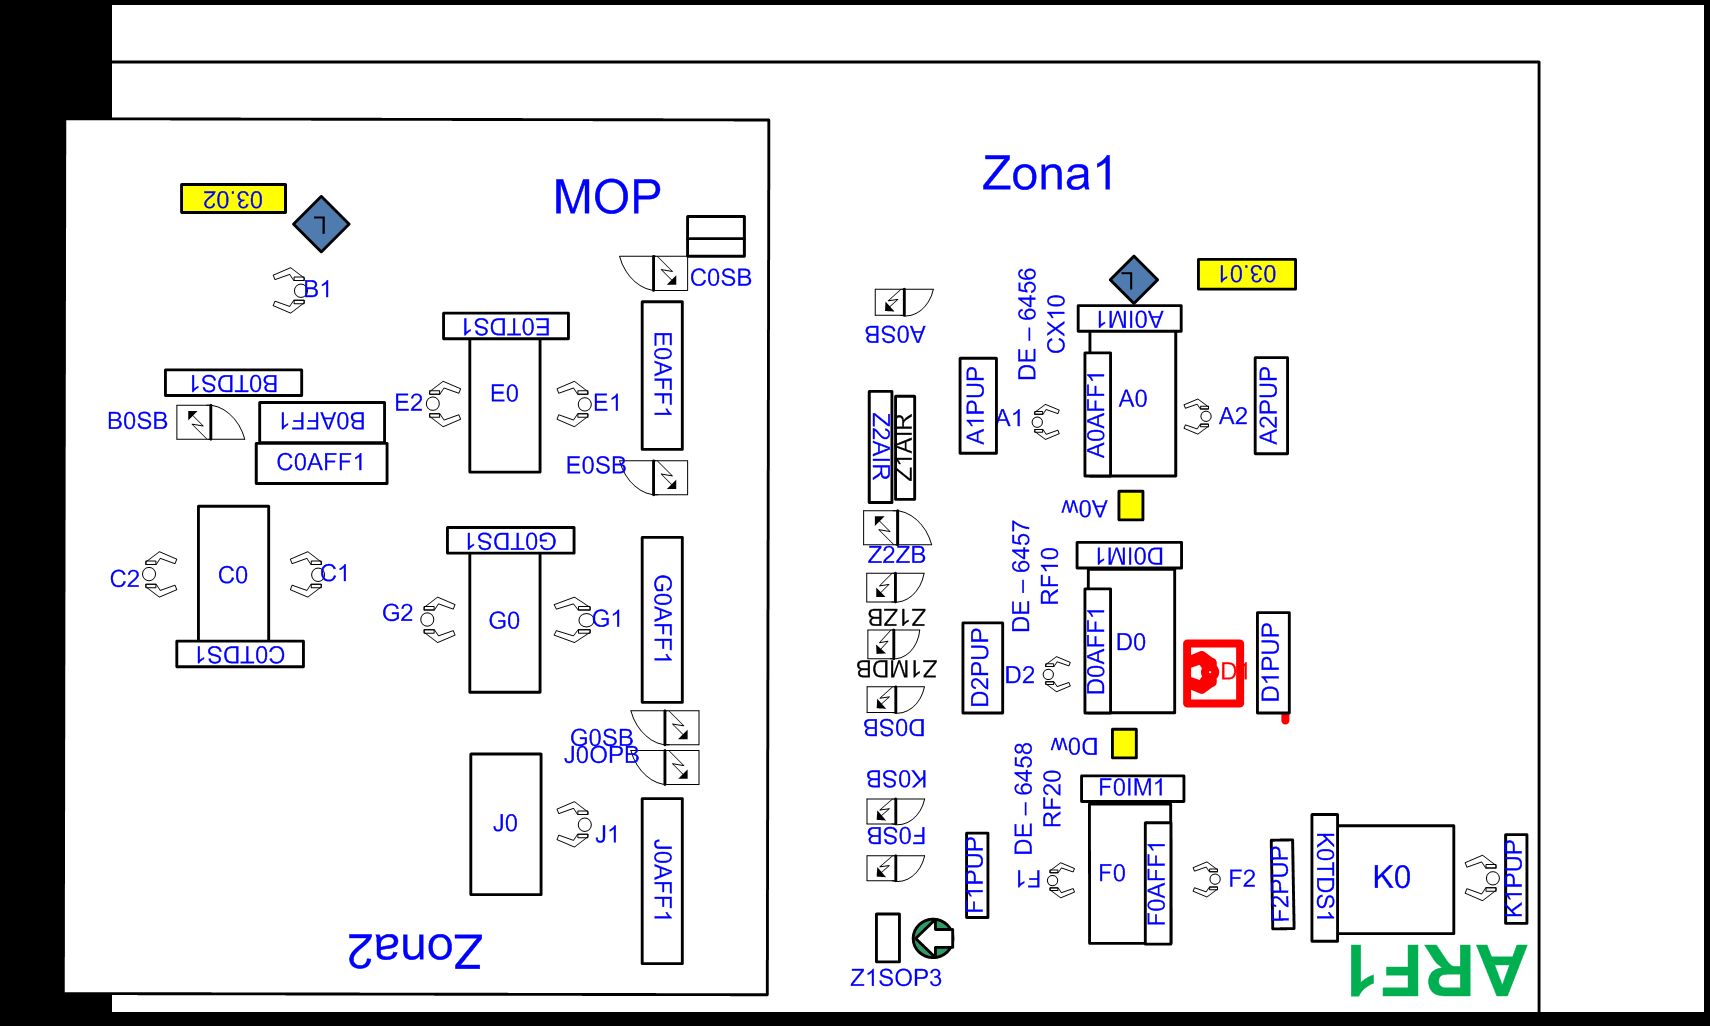 Zona1
MOP
03.02
L
B1
C0SB
E0TDS1
E0AFF1
E2
E0
E1
B0TDS1
B0SB
B0AFF1
C0AFF1
E0SB
C2
C0
C1
C0TDS1
G0TDS1
G2
G0
G1
G0AFF1
G0SB
J0OPB
J0
J1
J0AFF1
Zona2
A0SB
DE – 6456
CX10
L
03.01
A0IM1
A1PUP
A1
A0AFF1
A0
A2
A2PUP
Z2AIR
Z1AIR
A0w
Z2ZB
Z1ZB
Z1MDB
D0SB
DE – 6457
RF10
D0IM1
D2PUP
D2
D0AFF1
D0
D1
D1PUP
D0w
K0SB
F0SB
DE – 6458
RF20
F0IM1
F1PUP
F1
F0
F0AFF1
F2
F2PUP
K0TDS1
K0
K1PUP
Z1SOP3
ARF1